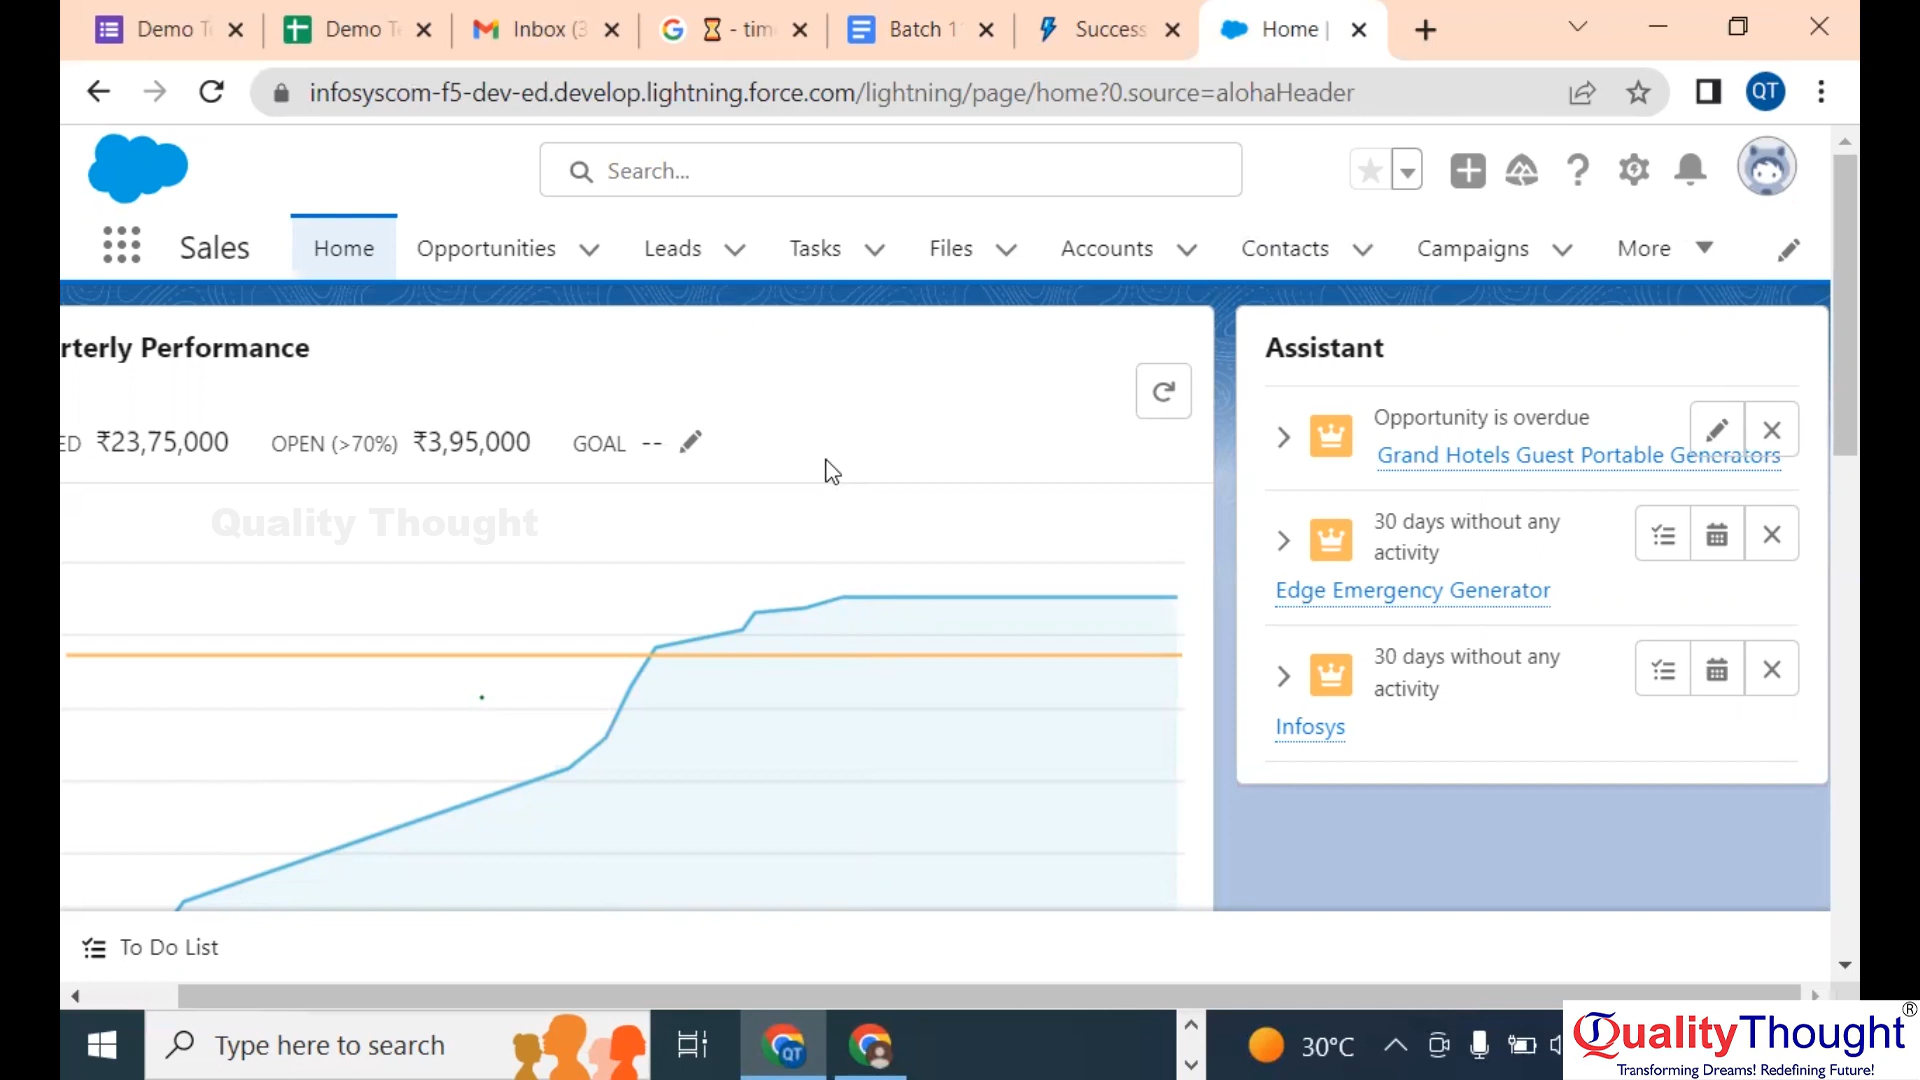 Demo T
Demo T
Inbox (3
- tim
Batch 1
Success
Home |
infosyscom-f5-dev-ed.develop.lightning.force.com/lightning/page/home?0.source=alohaHeader
QT
Search...
Sales
Home
Opportunities
Leads
Tasks
Files
Accounts
Contacts
Campaigns
More
rterly Performance
ED ₹23,75,000 OPEN (>70%) ₹3,95,000 GOAL --
Quality Thought
Assistant
Opportunity is overdue
Grand Hotels Guest Portable Generators
30 days without any
activity
Edge Emergency Generator
30 days without any
activity
Infosys
To Do List
Type here to search
QT
30°C
QualityThought®
Transforming Dreams! Redefining Future!